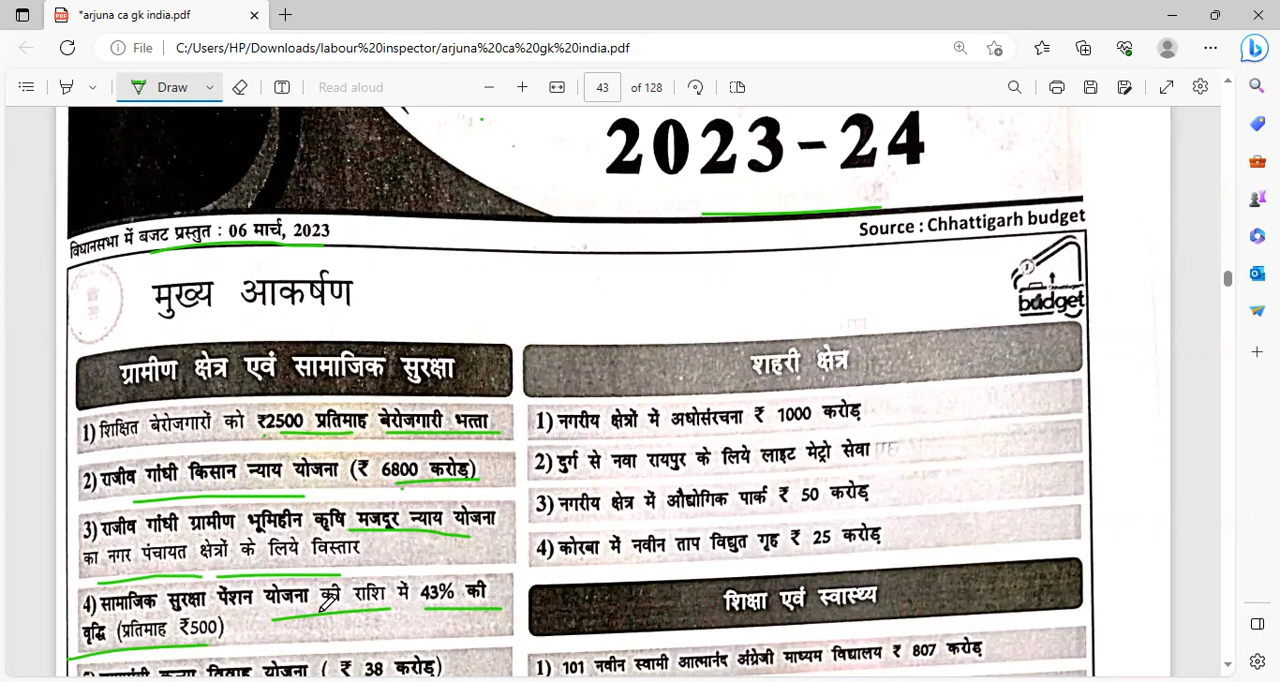 *arjuna ca gk india.pdf
File
C:/Users/HP/Downloads/labour%20inspector/arjuna%20ca%20gk%20india.pdf
Draw
Read aloud
43
of 128
2023-24
विधानसभा में बजट प्रस्तुत : 06 मार्च, 2023
Source : Chhattigarh budget
मुख्य आकर्षण
budget
ग्रामीण क्षेत्र एवं सामाजिक सुरक्षा
1) शिक्षित बेरोजगारों को ₹2500 प्रतिमाह बेरोजगारी भत्ता
2) राजीव गांधी किसान न्याय योजना (₹ 6800 करोड़)
3) राजीव गांधी ग्रामीण भूमिहीन कृषि मजदूर न्याय योजना
का नगर पंचायत क्षेत्रों के लिये विस्तार
4) सामाजिक सुरक्षा पेंशन योजना की राशि में 43% की
वृद्धि (प्रतिमाह ₹500)
कन्या विवाह योजना ( ₹ 38 करोड़)
शहरी क्षेत्र
1) नगरीय क्षेत्रों में अधोसंरचना ₹ 1000 करोड़
2) दुर्ग से नवा रायपुर के लिये लाइट मेट्रो सेवा
3) नगरीय क्षेत्र में औद्योगिक पार्क ₹ 50 करोड़
4) कोरबा में नवीन ताप विद्युत गृह ₹ 25 करोड़
शिक्षा एवं स्वास्थ्य
1) 101 नवीन स्वामी आत्मानंद अंग्रेजी माध्यम विद्यालय ₹ 807 करोड़